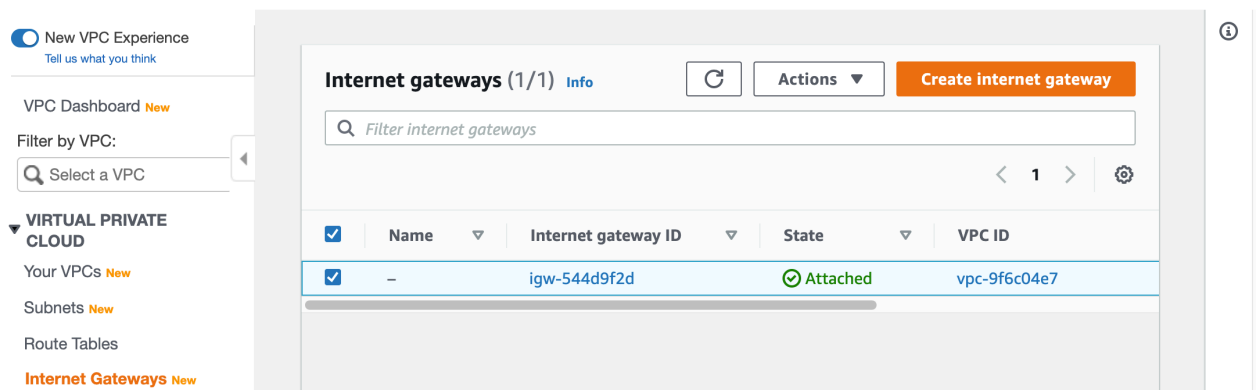 New VPC Experience
Tell us what you think
VPC Dashboard New
Filter by VPC:
Select a VPC
VIRTUAL PRIVATE
CLOUD
Your VPCs New
Subnets New
Route Tables
Internet Gateways New
Internet gateways (1/1) Info
Actions
Create internet gateway
Filter internet gateways
1
Name Internet gateway ID State VPC ID
– igw-544d9f2d Attached vpc-9f6c04e7